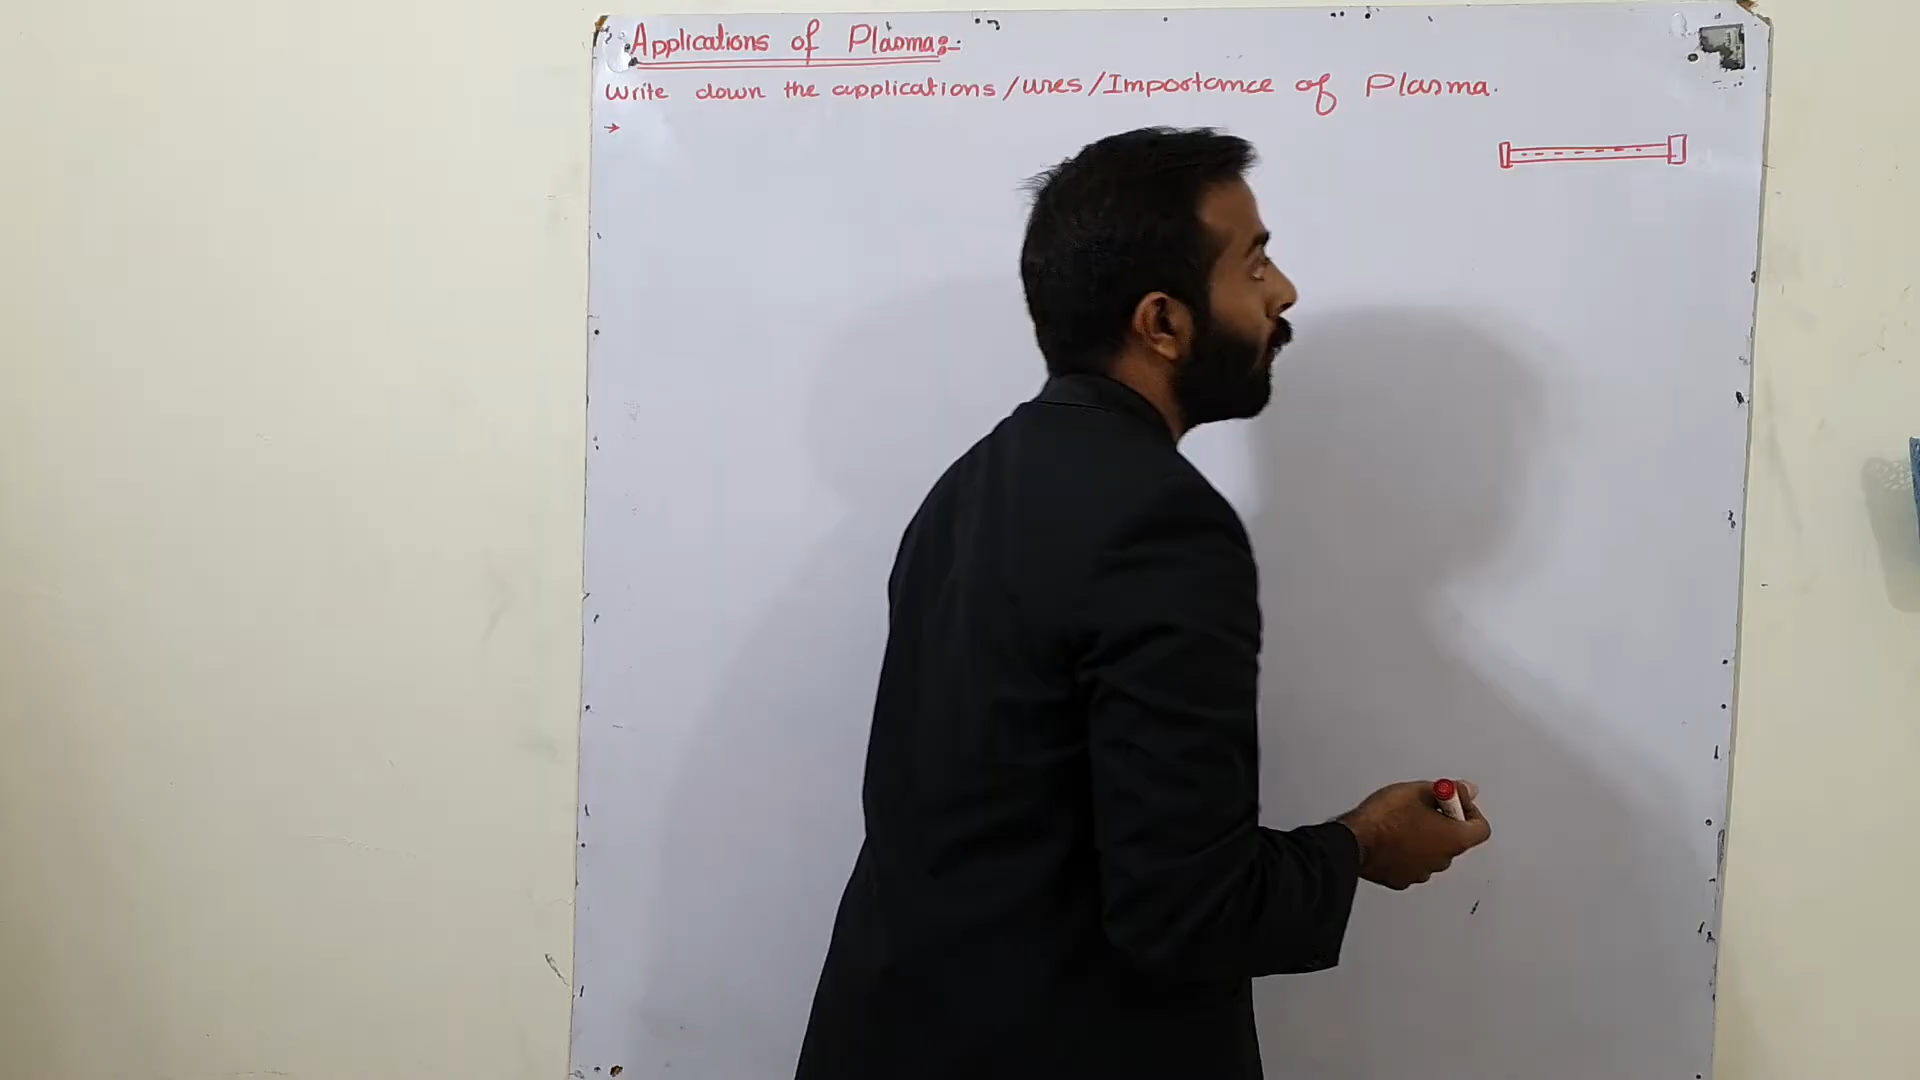 Applications of Plasma:-
Write down the applications/uses/Importance of Plasma.
→